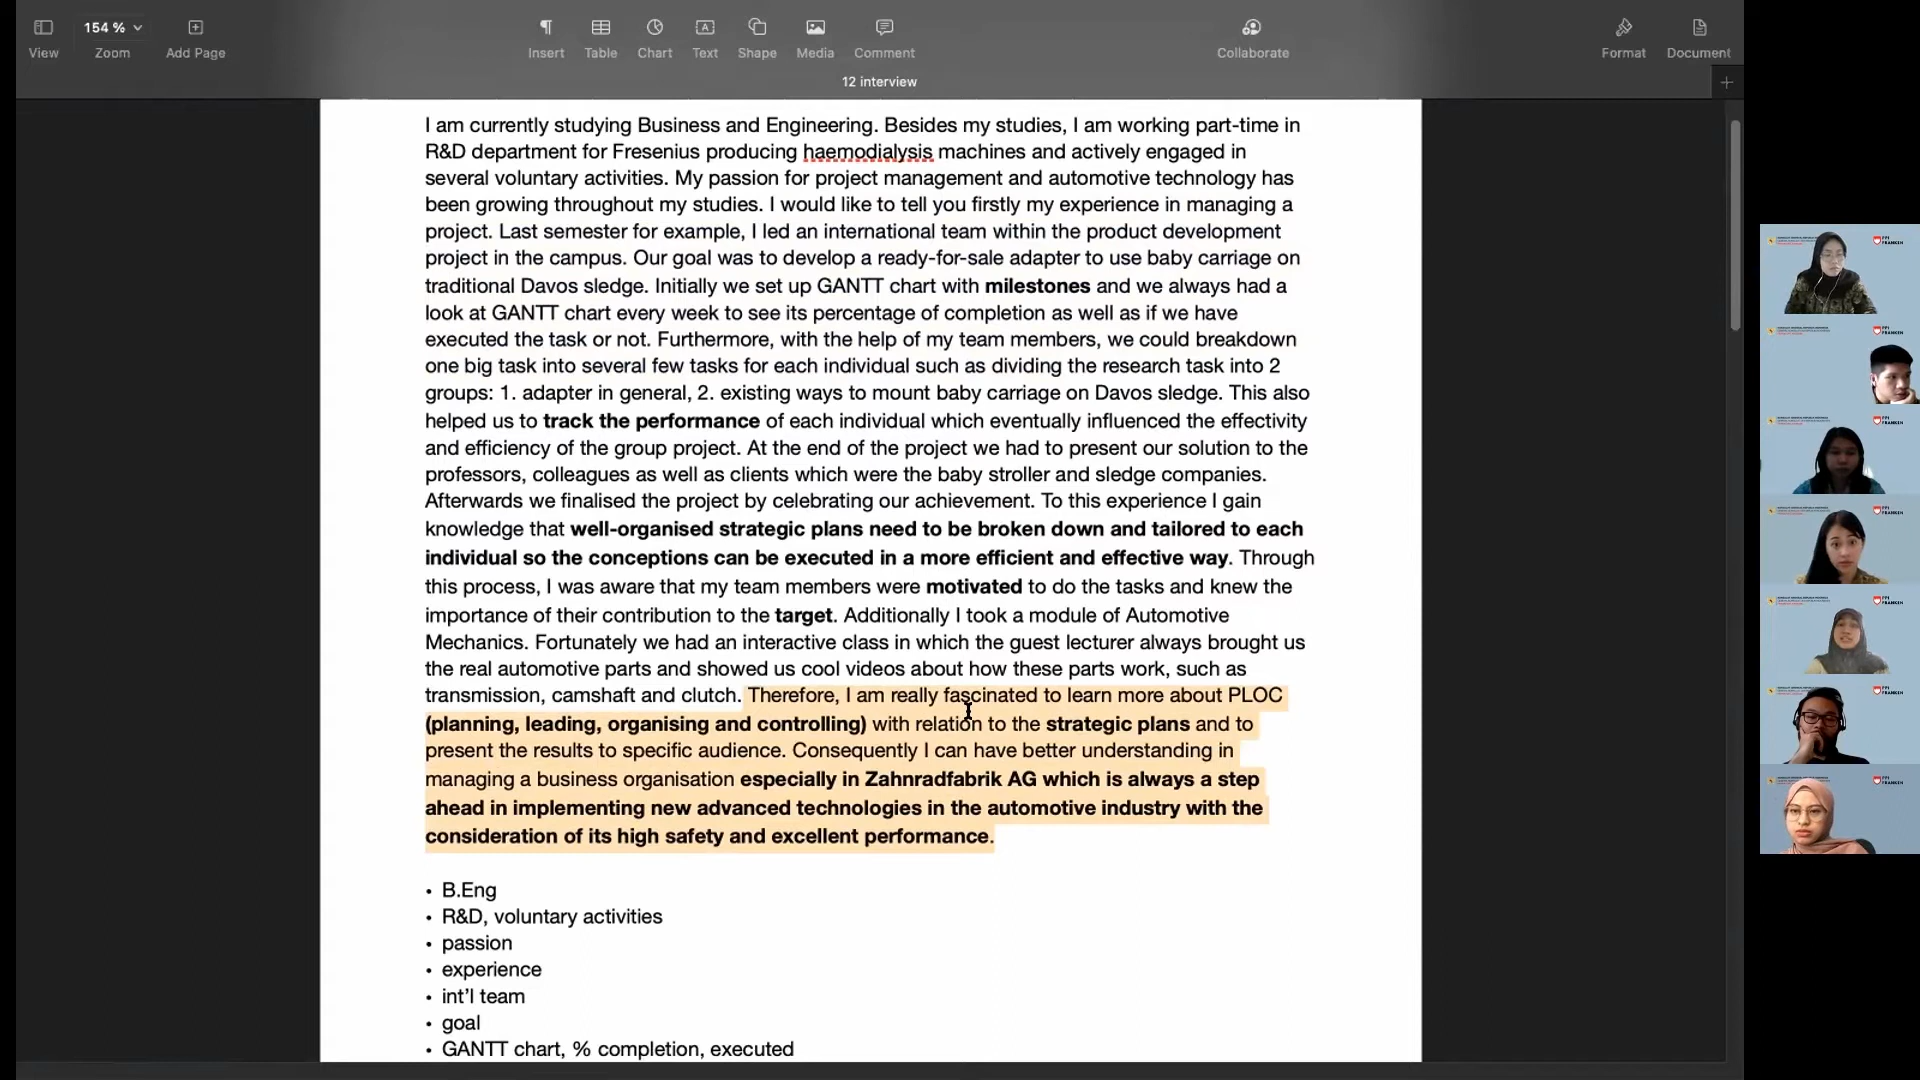 154 %
View
Zoom
Add Page
Insert
Table
Chart
Text
Shape
Media
Comment
Collaborate
Format
Document
12 interview
I am currently studying Business and Engineering. Besides my studies, I am working part-time in
R&D department for Fresenius producing haemodialysis machines and actively engaged in
several voluntary activities. My passion for project management and automotive technology has
been growing throughout my studies. I would like to tell you firstly my experience in managing a
project. Last semester for example, I led an international team within the product development
project in the campus. Our goal was to develop a ready-for-sale adapter to use baby carriage on
traditional Davos sledge. Initially we set up GANTT chart with milestones and we always had a
look at GANTT chart every week to see its percentage of completion as well as if we have
executed the task or not. Furthermore, with the help of my team members, we could breakdown
one big task into several few tasks for each individual such as dividing the research task into 2
groups: 1. adapter in general, 2. existing ways to mount baby carriage on Davos sledge. This also
helped us to track the performance of each individual which eventually influenced the effectivity
and efficiency of the group project. At the end of the project we had to present our solution to the
professors, colleagues as well as clients which were the baby stroller and sledge companies.
Afterwards we finalised the project by celebrating our achievement. To this experience I gain
knowledge that well-organised strategic plans need to be broken down and tailored to each
individual so the conceptions can be executed in a more efficient and effective way. Through
this process, I was aware that my team members were motivated to do the tasks and knew the
importance of their contribution to the target. Additionally I took a module of Automotive
Mechanics. Fortunately we had an interactive class in which the guest lecturer always brought us
the real automotive parts and showed us cool videos about how these parts work, such as
transmission, camshaft and clutch. Therefore, I am really fascinated to learn more about PLOC
(planning, leading, organising and controlling) with relation to the strategic plans and to
present the results to specific audience. Consequently I can have better understanding in
managing a business organisation especially in Zahnradfabrik AG which is always a step
ahead in implementing new advanced technologies in the automotive industry with the
consideration of its high safety and excellent performance.
• B.Eng
• R&D, voluntary activities
• passion
• experience
• int’l team
• goal
• GANTT chart, % completion, executed
PPI FRANKEN
PPI FRANKEN
PPI FRANKEN
PPI FRANKEN
PPI FRANKEN
PPI FRANKEN
PPI FRANKEN